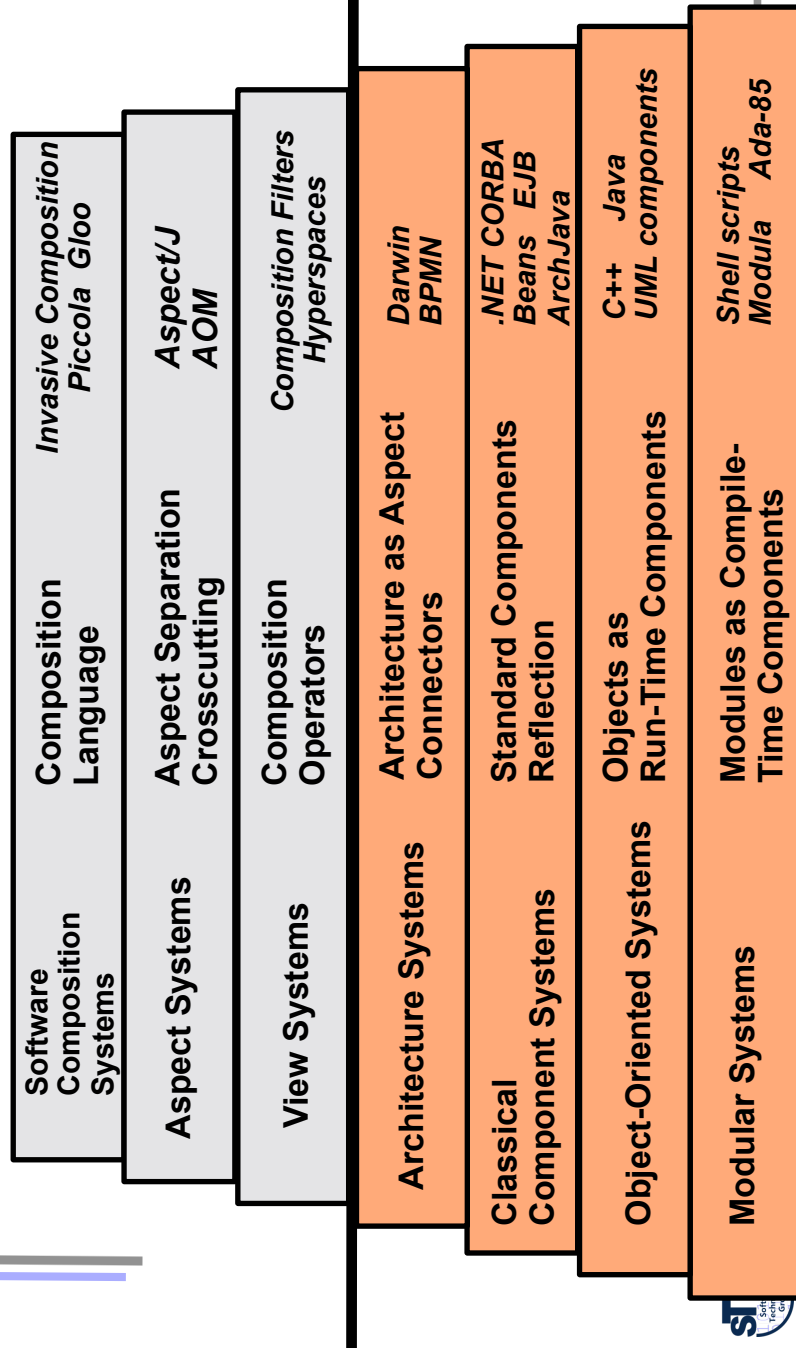 Software
Composition
Systems
Composition
Language
Invasive Composition
Piccola Gloo
Aspect Systems
Aspect Separation
Crosscutting
Aspect/J
AOM
View Systems
Composition
Operators
Composition Filters
Hyperspaces
Architecture Systems
Architecture as Aspect
Connectors
Darwin
BPMN
Classical
Component Systems
Standard Components
Reflection
.NET CORBA
Beans EJB
ArchJava
Object-Oriented Systems
Objects as
Run-Time Components
C++ Java
UML components
Modular Systems
Modules as Compile-
Time Components
Shell scripts
Modula Ada-85